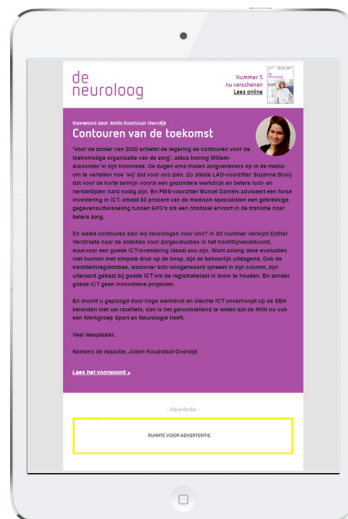 de
neuroloog
Nummer 5
nu verschenen
Lees online
Voorwoord door Jolein Koudstaal-Overdijk
Contouren van de toekomst
'Voor de zomer van 2020 schetst de regering de contouren voor de
toekomstige organisatie van de zorg', aldus koning Willem-
Alexander in zijn troonrede. De dagen erna traden zorgverleners op in de media
om te vertellen hoe 'wij' dat voor ons zien. Zo stelde LAD-voorzitter Suzanne Booij
dat voor de korte termijn vooral een gezondere werkdruk en betere rust- en
hersteltijden hard nodig zijn. En FMS-voorzitter Marcel Daniëls adviseert een forse
investering in ICT, omdat 60 procent van de medisch specialisten een gebrekkige
gegevensuitwisseling tussen EPD's als een obstakel ervaart in de transitie naar
betere zorg.
En welke contouren zien wij neurologen voor ons? In dit nummer verwijst Esther
Verstraete naar de ambities voor zorgevaluaties in het hoofdlijnenakkoord,
waarvoor een goede ICT-investering ideaal zou zijn. Want zolang deze evaluaties
niet kunnen met simpele druk op de knop, zijn ze behoorlijk uitdagend. Ook de
kwaliteitsregistraties, waarover Edo Hoogerwaard spreekt in zijn column, zijn
uiteraard gebaat bij goede ICT om de registratielast in toom te houden. En zonder
goede ICT geen innovatieve projecten.
En mocht u geplaagd door hoge werkdruk en slechte ICT onverhoopt op de SEH
belanden met uw racefiets, dan is het geruststellend te weten dat de NVN nu ook
een Werkgroep Sport en Neurologie heeft.
Veel leesplezier,
Namens de redactie, Jolein Koudstaal-Overdijk
Lees het voorwoord »
- Advertentie -
RUIMTE VOOR ADVERTENTIE